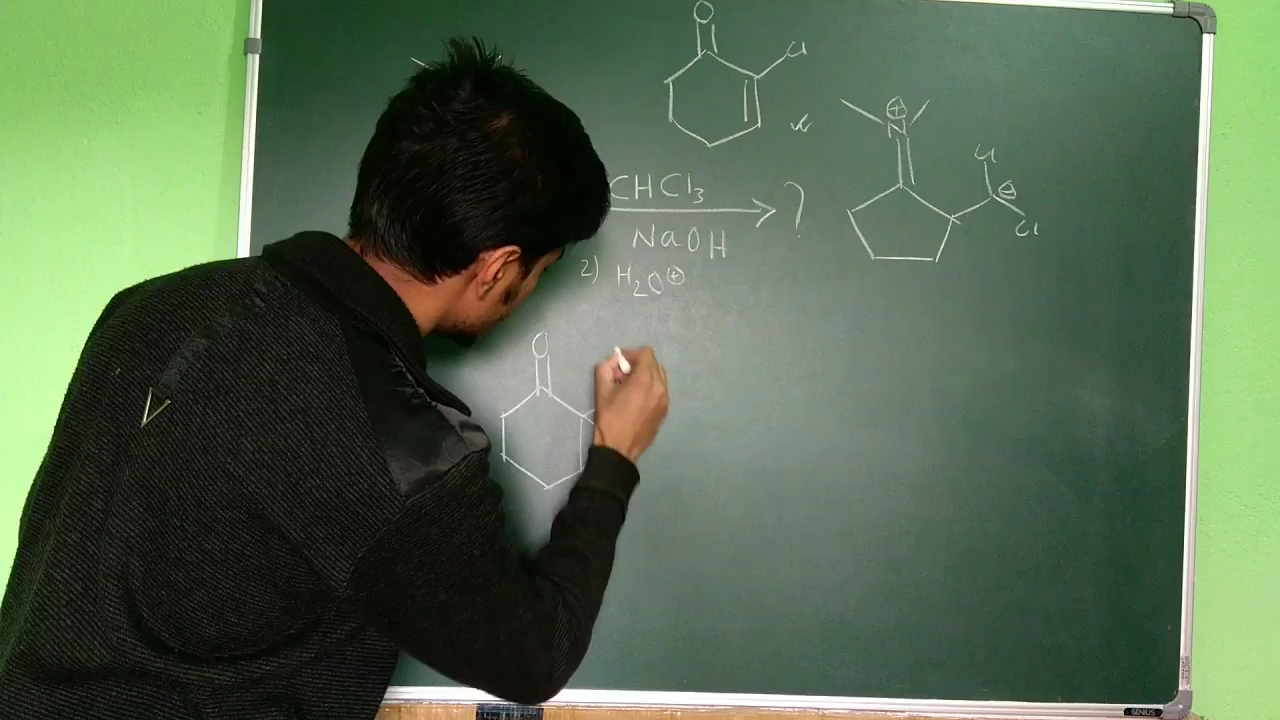 O
Cl
⊕
N
Cl
⊖
Cl
CHCl3
?
NaOH
2) H2O⊕
O
GENIUS